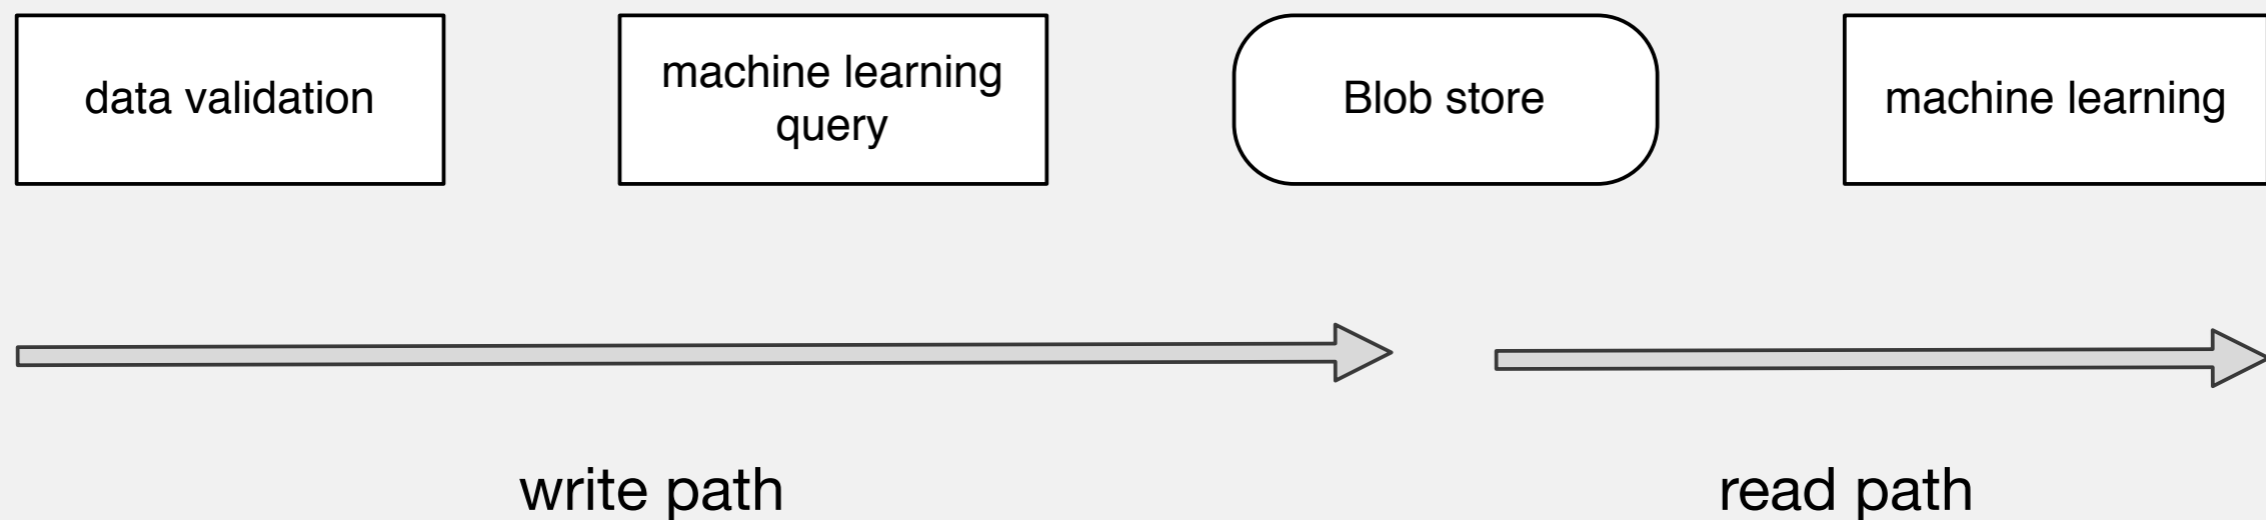 data validation
machine learning
query
Blob store
machine learning
write path
read path